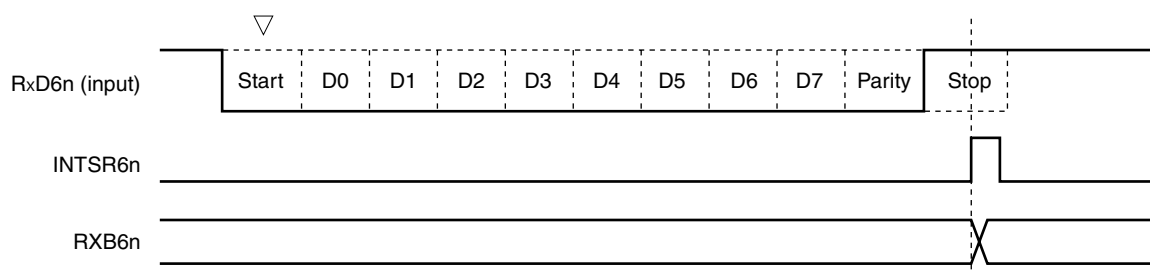 RxD6n (input) Start D0 D1 D2 D3 D4 D5 D6 D7 Parity Stop
INTSR6n
RXB6n